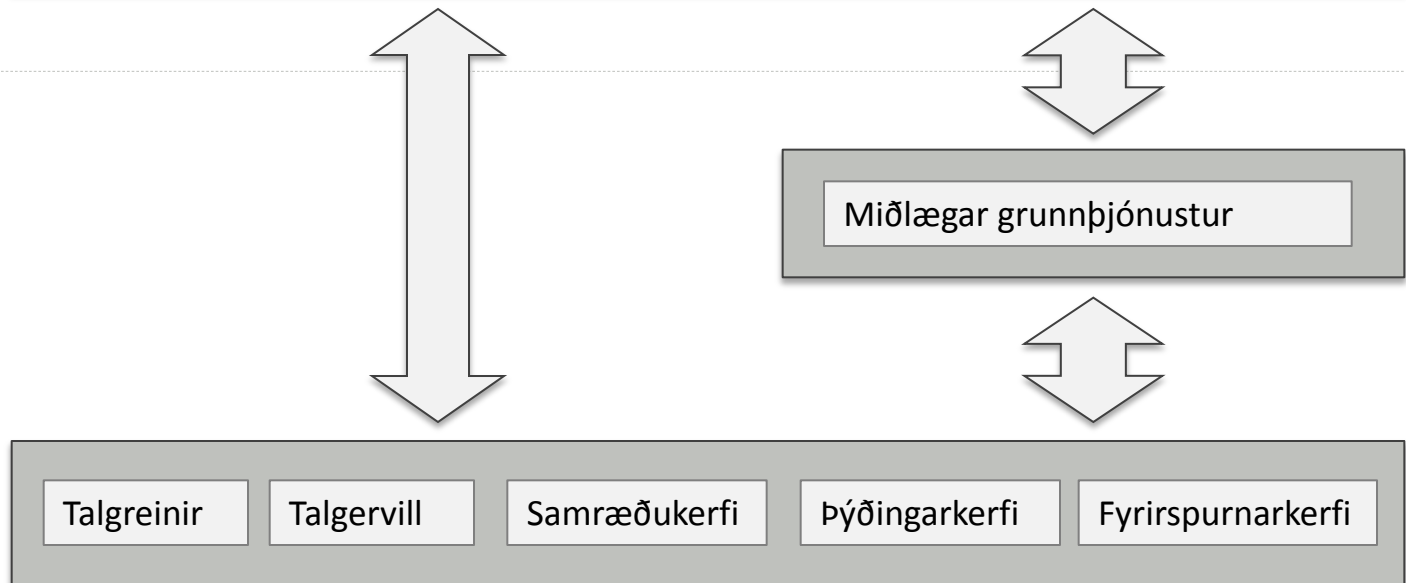 Miðlægar grunnþjónustur
Talgreinir
Talgervill
Samræðukerfi
Þýðingarkerfi
Fyrirspurnarkerfi